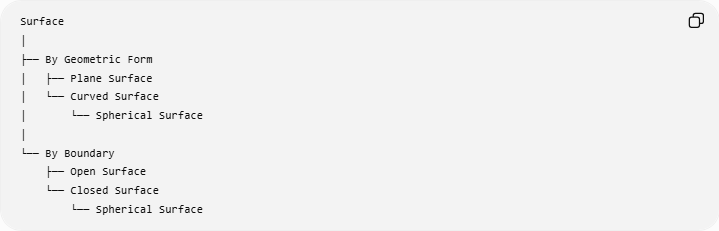 Surface
│
├── By Geometric Form
│   ├── Plane Surface
│   └── Curved Surface
│       └── Spherical Surface
│
└── By Boundary
    ├── Open Surface
    └── Closed Surface
        └── Spherical Surface